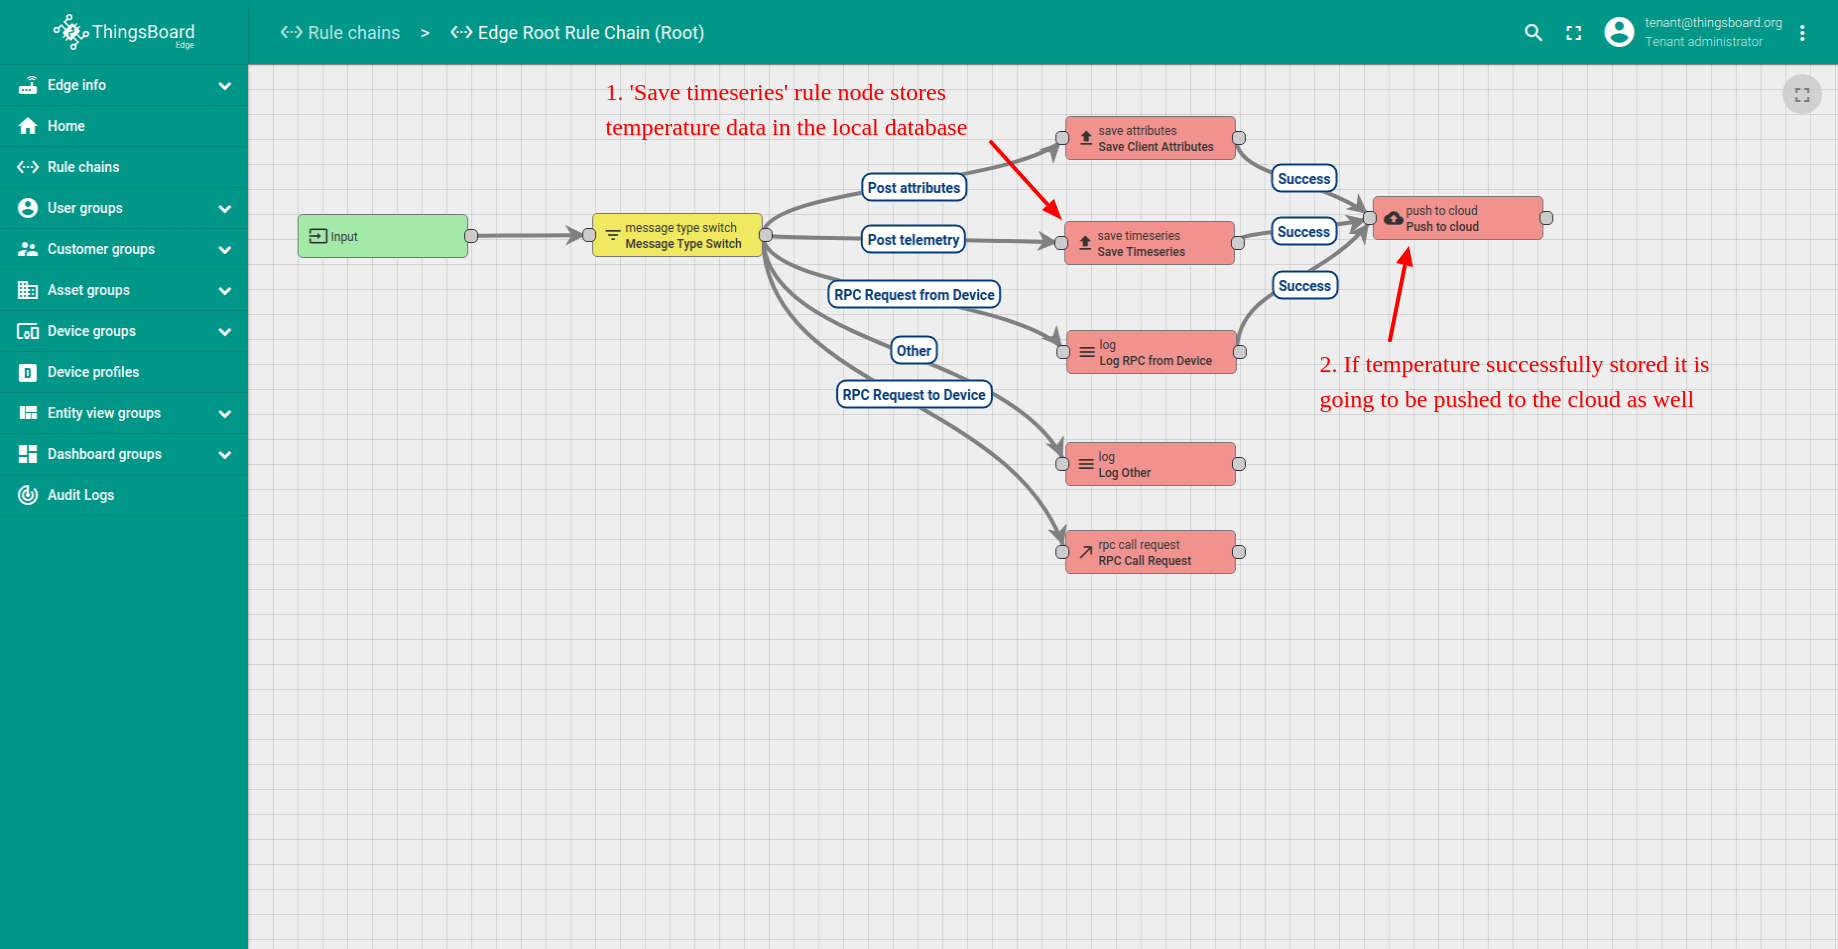 ThingsBoard
Edge
Rule chains > Edge Root Rule Chain (Root)
tenant@thingsboard.org
Tenant administrator
Edge info
Home
Rule chains
User groups
Customer groups
Asset groups
Device groups
Device profiles
Entity view groups
Dashboard groups
Audit Logs
1. 'Save timeseries' rule node stores
temperature data in the local database
Input
message type switch
Message Type Switch
Post attributes
Post telemetry
RPC Request from Device
Other
RPC Request to Device
save attributes
Save Client Attributes
save timeseries
Save Timeseries
log
Log RPC from Device
log
Log Other
rpc call request
RPC Call Request
Success
Success
Success
push to cloud
Push to cloud
2. If temperature successfully stored it is
going to be pushed to the cloud as well